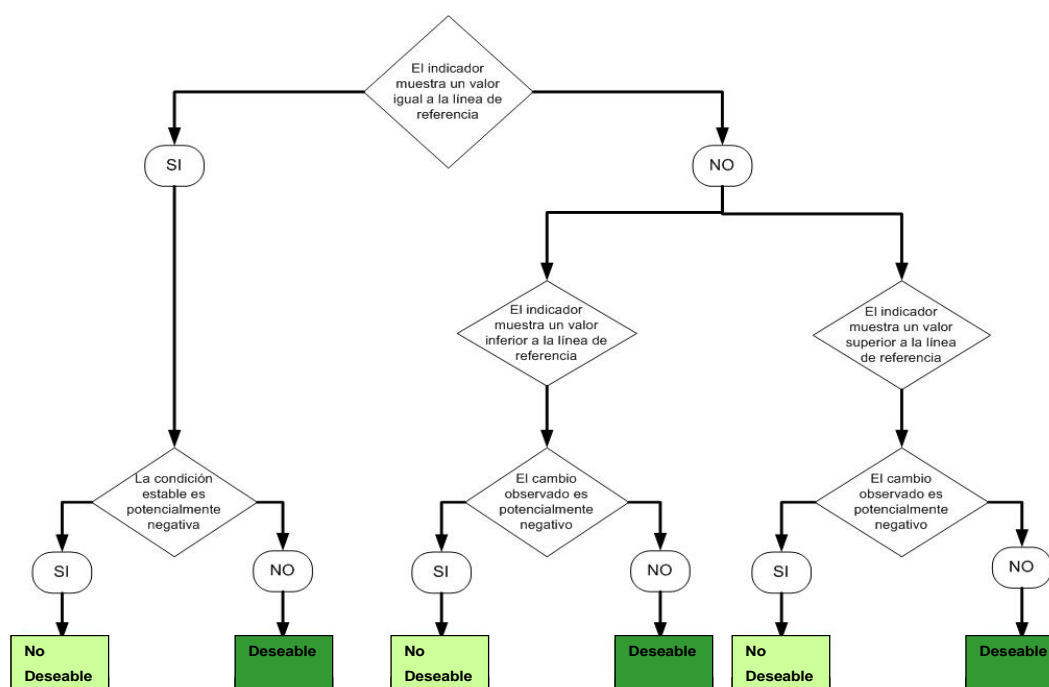 El indicador
muestra un valor
igual a la línea de
referencia
SI
NO
El indicador
muestra un valor
inferior a la línea de
referencia
El indicador
muestra un valor
superior a la línea
de referencia
La condición
estable es
potencialmente
negativa
El cambio
observado es
potencialmente
negativo
El cambio
observado es
potencialmente
negativo
SI
NO
SI
NO
SI
NO
No
Deseable
Deseable
No
Deseable
Deseable
No
Deseable
Deseable